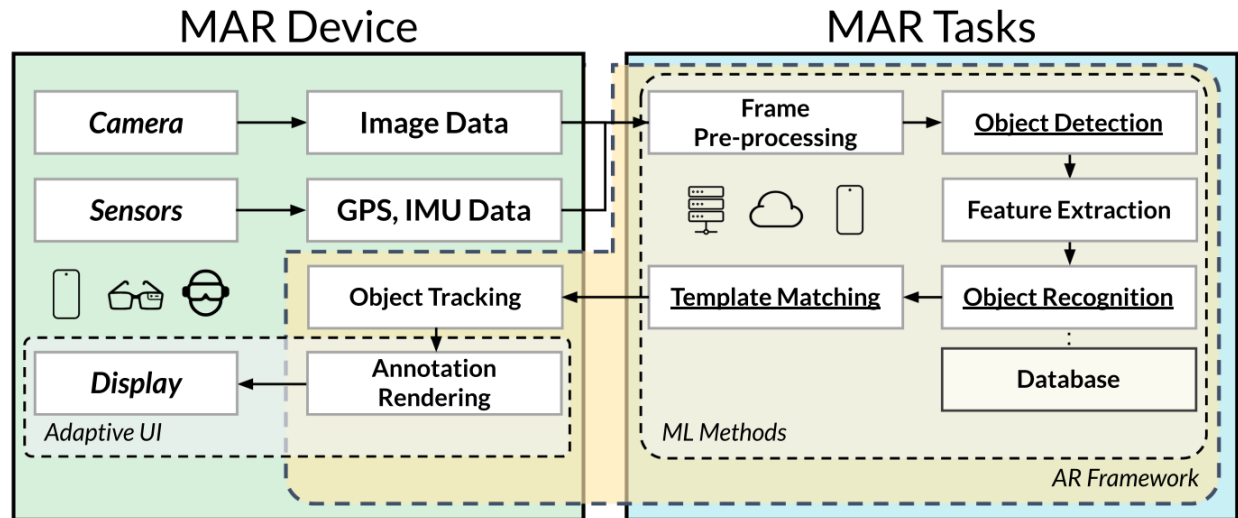 MAR Device
MAR Tasks
Camera
Image Data
Frame
Pre-processing
Object Detection
Sensors
GPS, IMU Data
Feature Extraction
Object Tracking
Template Matching
Object Recognition
Display
Annotation
Rendering
Database
Adaptive UI
ML Methods
AR Framework